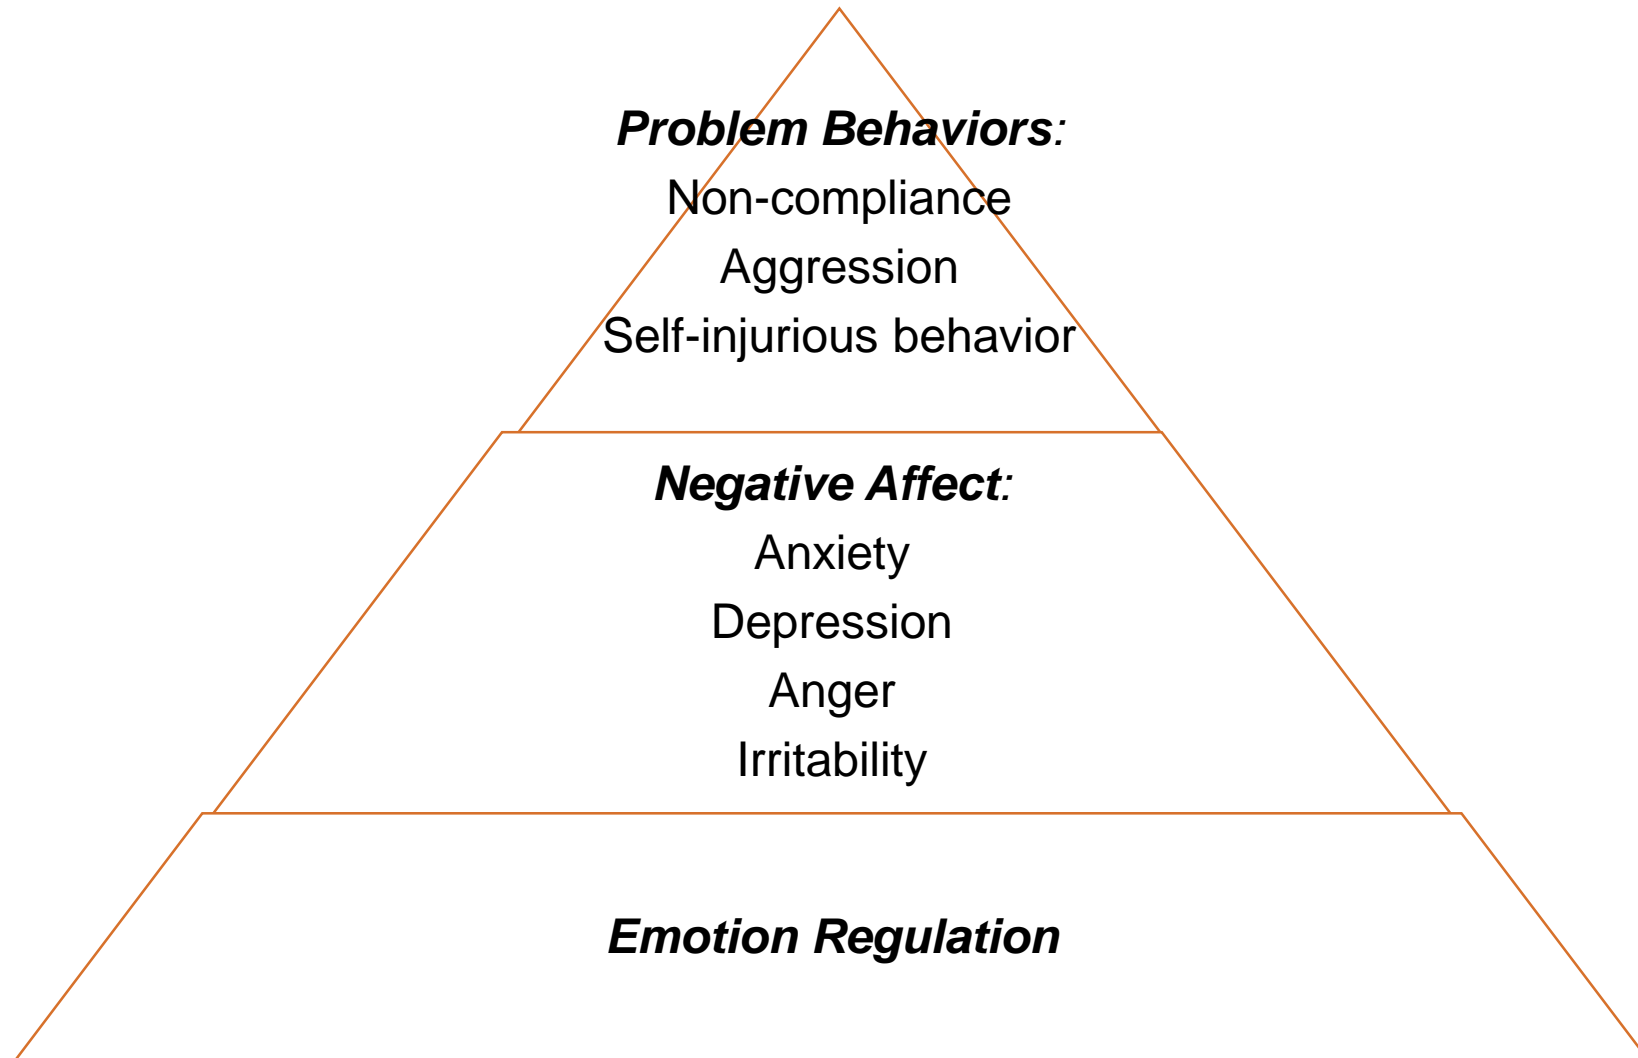 Problem Behaviors:
Non-compliance
Aggression
Self-injurious behavior
Negative Affect:
Anxiety
Depression
Anger
Irritability
Emotion Regulation